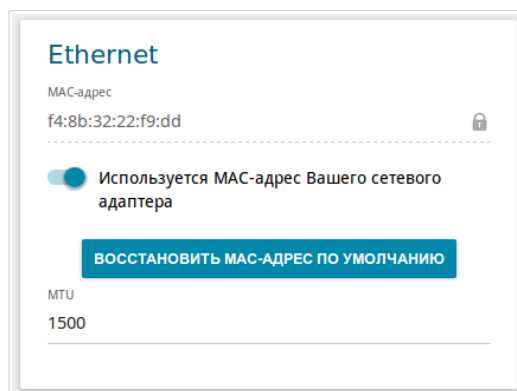 Ethernet
MAC-адрес
f4:8b:32:22:f9:dd
Используется MAC-адрес Вашего сетевого
адаптера
ВОССТАНОВИТЬ MAC-АДРЕС ПО УМОЛЧАНИЮ
MTU
1500